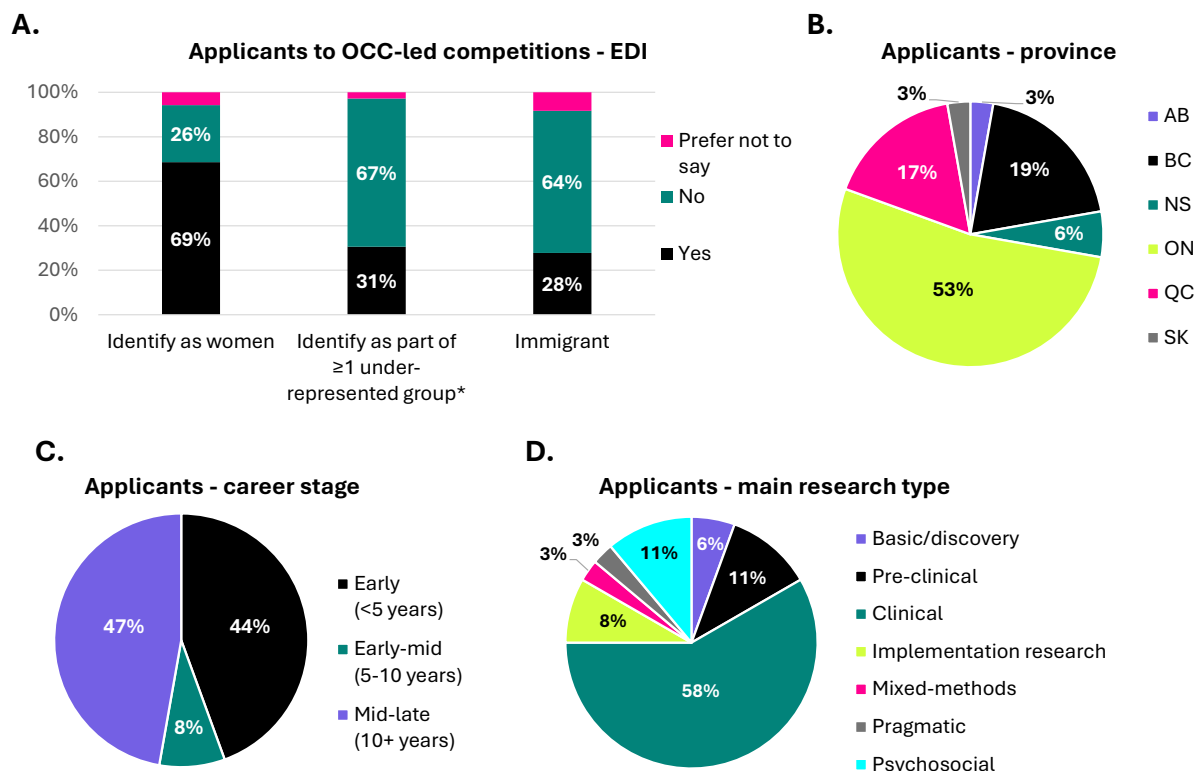 A.
Applicants to OCC-led competitions - EDI
100%
80%
60%
40%
20%
0%
26%
69%
67%
31%
64%
28%
Identify as women
Identify as part of
≥1 under-
represented group*
Immigrant
Prefer not to
say
No
Yes
B.
Applicants - province
3%
3%
19%
6%
53%
17%
AB
BC
NS
ON
QC
SK
C.
Applicants - career stage
47%
44%
8%
Early
(<5 years)
Early-mid
(5-10 years)
Mid-late
(10+ years)
D.
Applicants - main research type
3%
3%
11%
6%
11%
8%
58%
Basic/discovery
Pre-clinical
Clinical
Implementation research
Mixed-methods
Pragmatic
Psychosocial